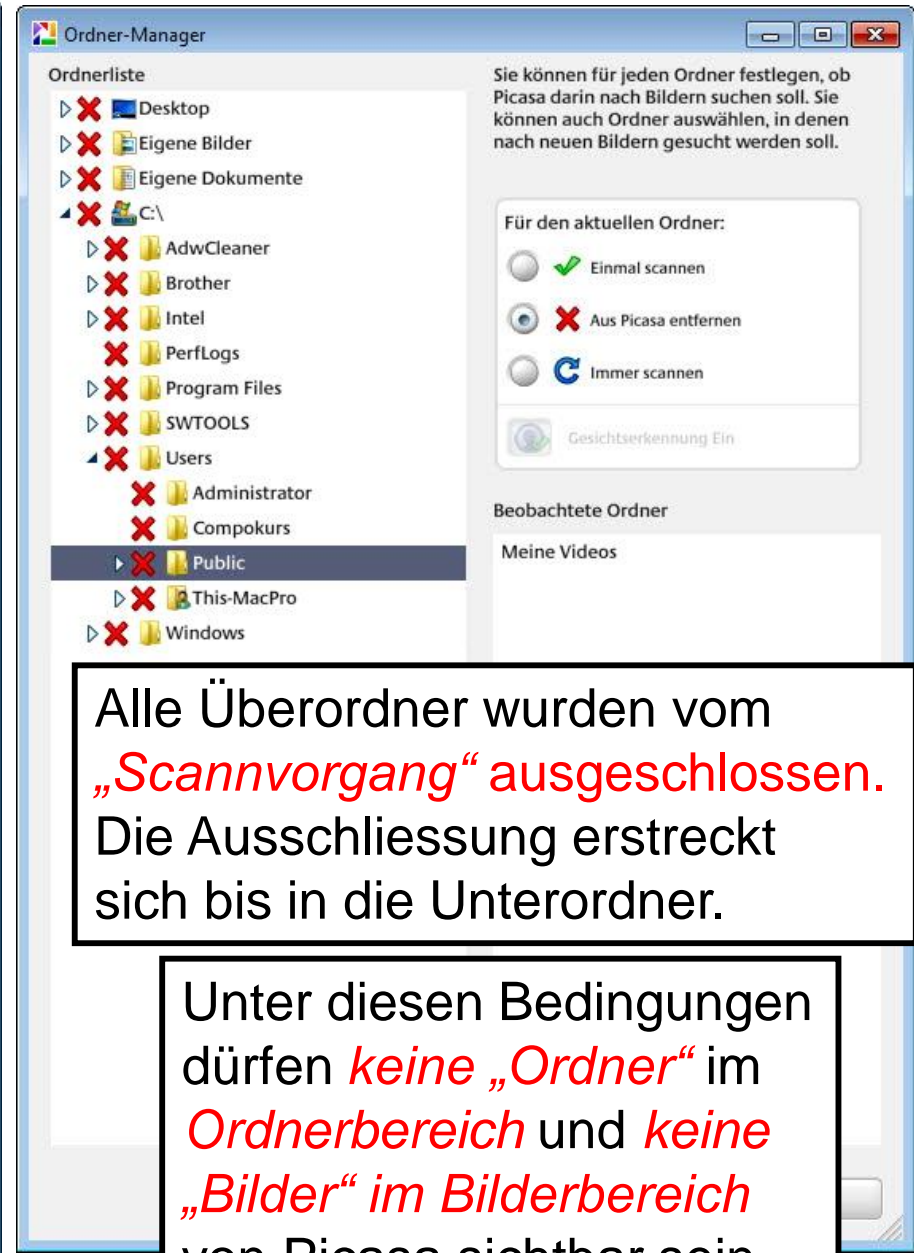 Ordner-Manager
Ordnerliste
Desktop
Eigene Bilder
Eigene Dokumente
C:\
AdwCleaner
Brother
Intel
PerfLogs
Program Files
SWTOOLS
Users
Administrator
Compokurs
Public
This-MacPro
Windows
Sie können für jeden Ordner festlegen, ob
Picasa darin nach Bildern suchen soll. Sie
können auch Ordner auswählen, in denen
nach neuen Bildern gesucht werden soll.
Für den aktuellen Ordner:
Einmal scannen
Aus Picasa entfernen
Immer scannen
Gesichtserkennung Ein
Beobachtete Ordner
Meine Videos
Alle Überordner wurden vom
„Scannvorgang“ ausgeschlossen.
Die Ausschliessung erstreckt
sich bis in die Unterordner.
Unter diesen Bedingungen
dürfen keine „Ordner“ im
Ordnerbereich und keine
„Bilder“ im Bilderbereich
von Picasa sichtbar sein